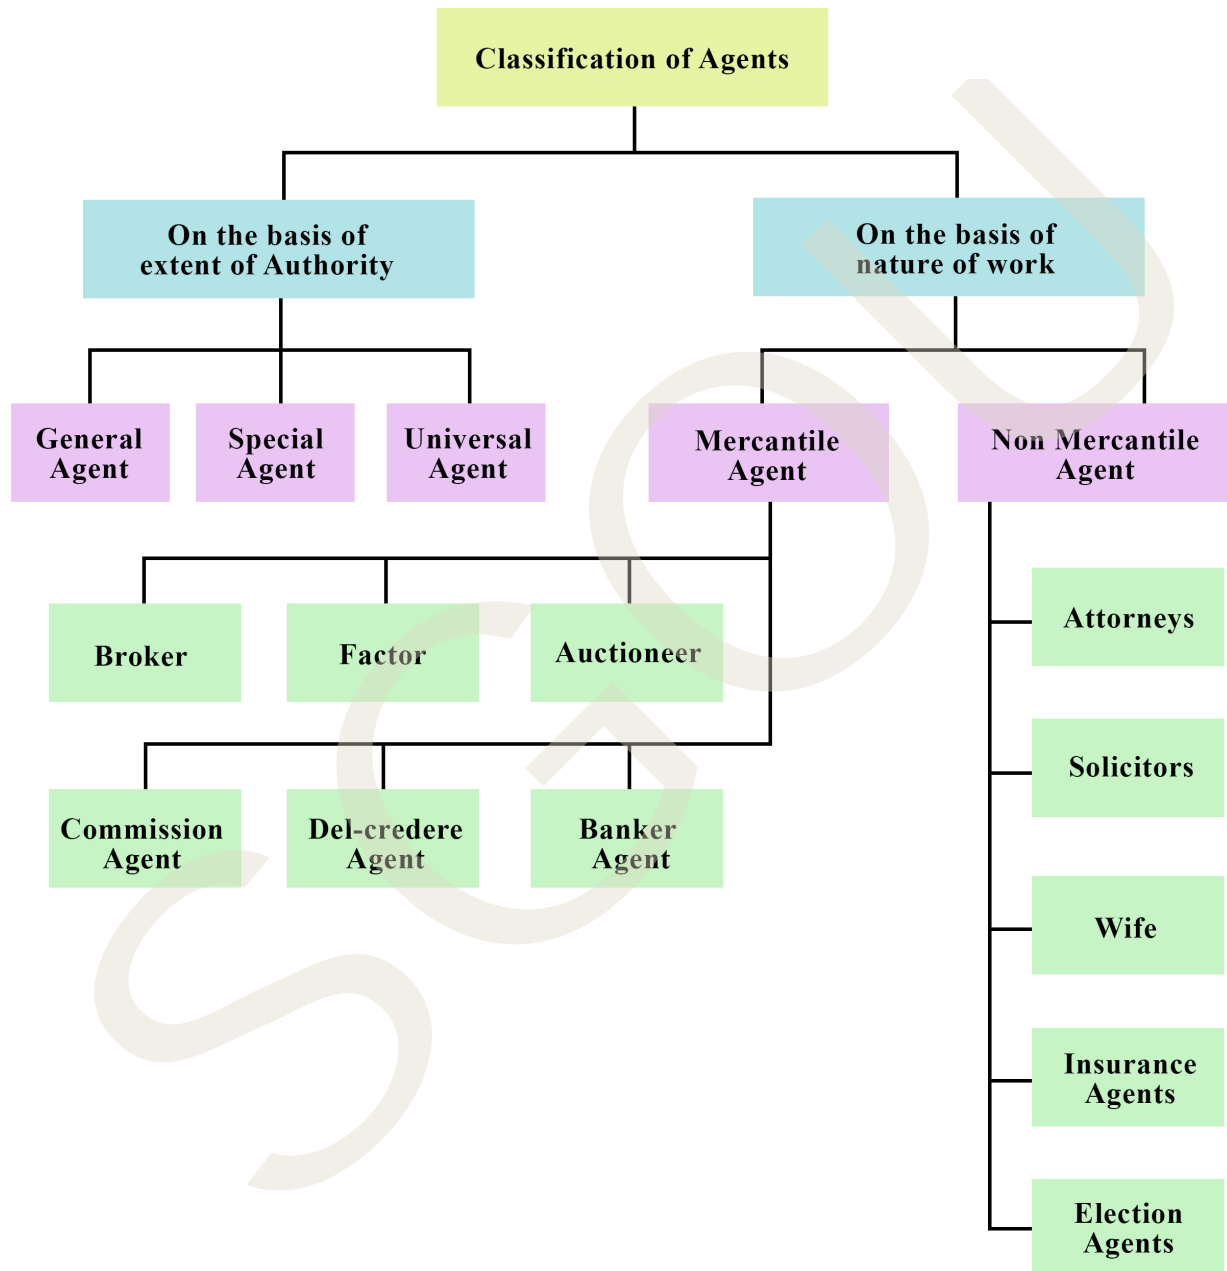 Classification of Agents
On the basis of
extent of Authority
On the basis of
nature of work
General
Agent
Special
Agent
Universal
Agent
Mercantile
Agent
Non Mercantile
Agent
Broker
Factor
Auctioneer
Commission
Agent
Del-credere
Agent
Banker
Agent
Attorneys
Solicitors
Wife
Insurance
Agents
Election
Agents
SGOU